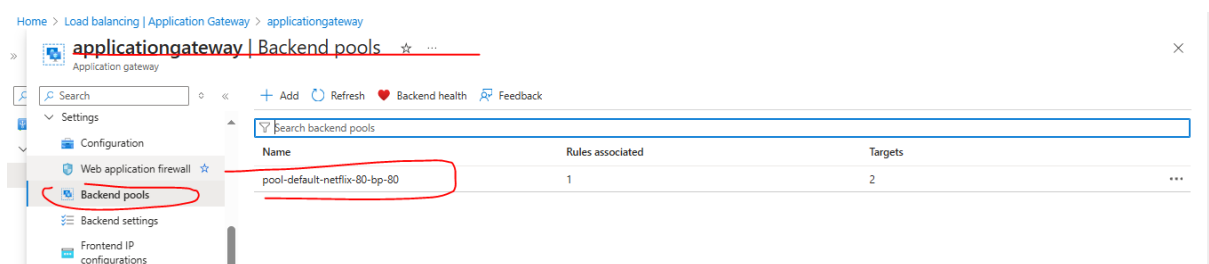 Home > Load balancing | Application Gateway > applicationgateway
applicationgateway | Backend pools
Application gateway
Search
+ Add Refresh Backend health Feedback
Settings
Search backend pools
Configuration
Name Rules associated Targets
Web application firewall
pool-default-netflix-80-bp-80 1 2
Backend pools
Backend settings
Frontend IP
configurations